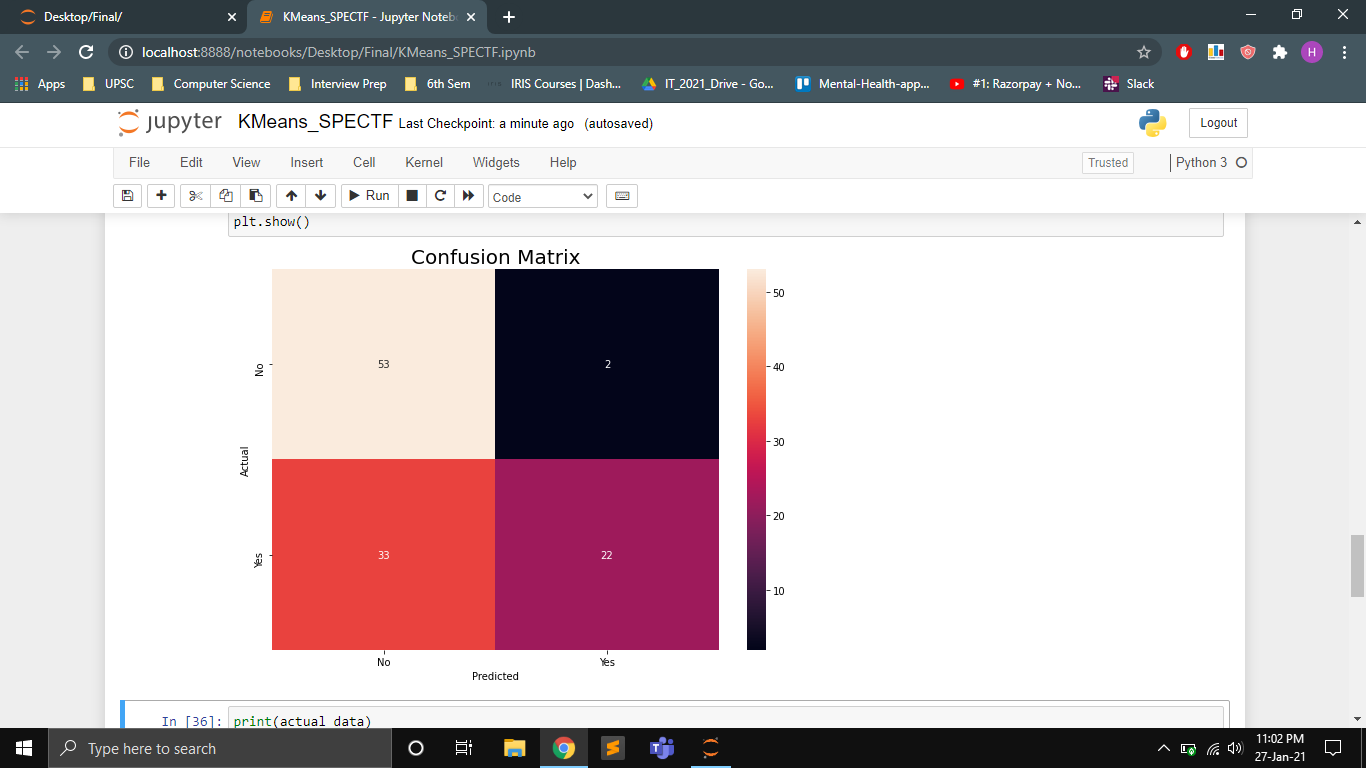 Desktop/Final/
KMeans_SPECTF - Jupyter Noteb
localhost:8888/notebooks/Desktop/Final/KMeans_SPECTF.ipynb
H
Apps UPSC Computer Science Interview Prep 6th Sem IRIS Courses | Dash... IT_2021_Drive - Go... Mental-Health-app... #1: Razorpay + No... Slack
jupyter KMeans_SPECTF Last Checkpoint: a minute ago (autosaved)
Logout
File Edit View Insert Cell Kernel Widgets Help
Trusted Python 3
Run Code
plt.show()
Confusion Matrix
50
40
30
20
10
No
53 2
Actual
Yes
33 22
No Yes
Predicted
In [36]: print(actual_data)
Type here to search
11:02 PM
27-Jan-21